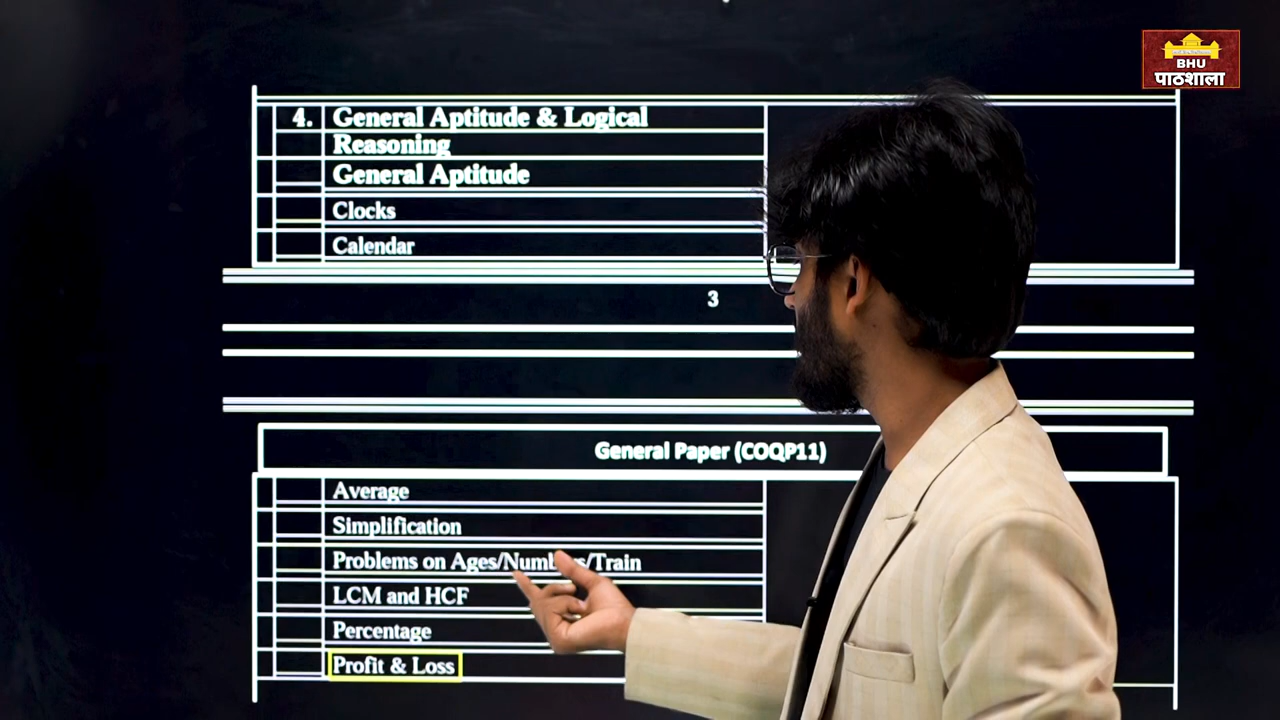 BHU
पाठशाला
4. General Aptitude & Logical
Reasoning
General Aptitude
Clocks
Calendar
3
General Paper (COQP11)
Average
Simplification
Problems on Ages/Numbers/Train
LCM and HCF
Percentage
Profit & Loss